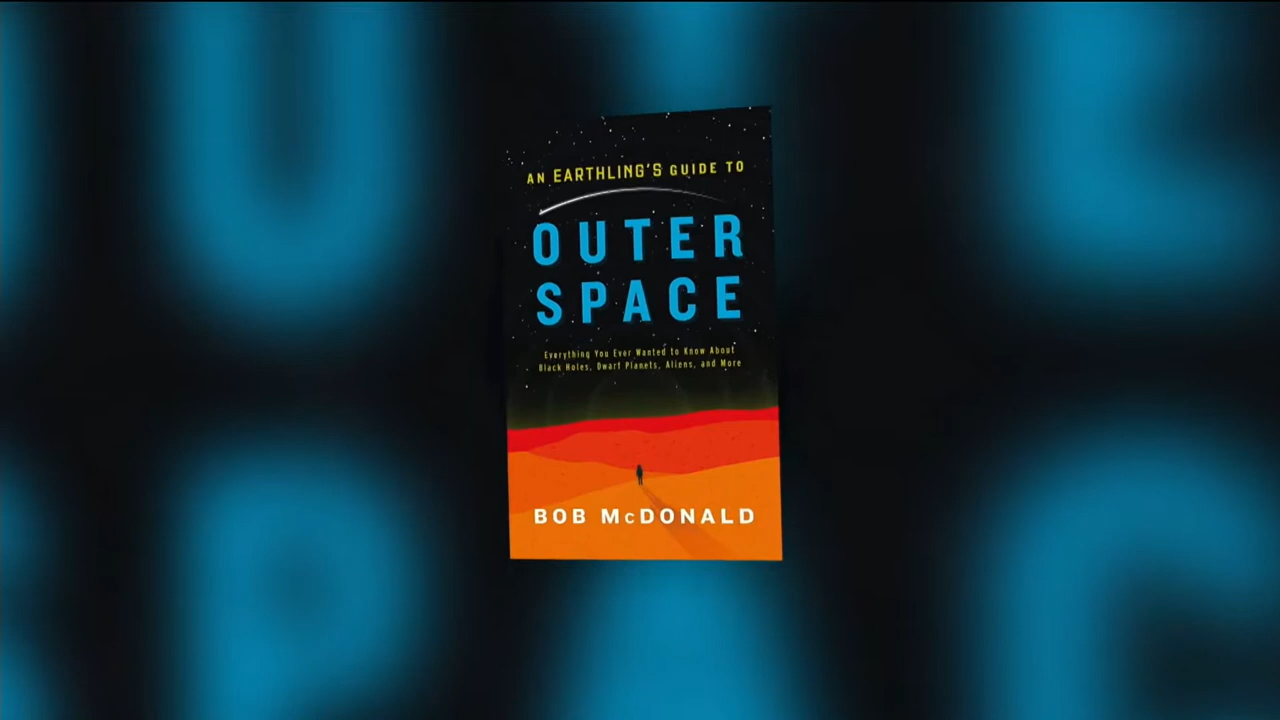 AN EARTHLING'S GUIDE TO
OUTER
SPACE
Everything You Ever Wanted to Know About
Black Holes, Dwarf Planets, Aliens, and More
BOB McDONALD